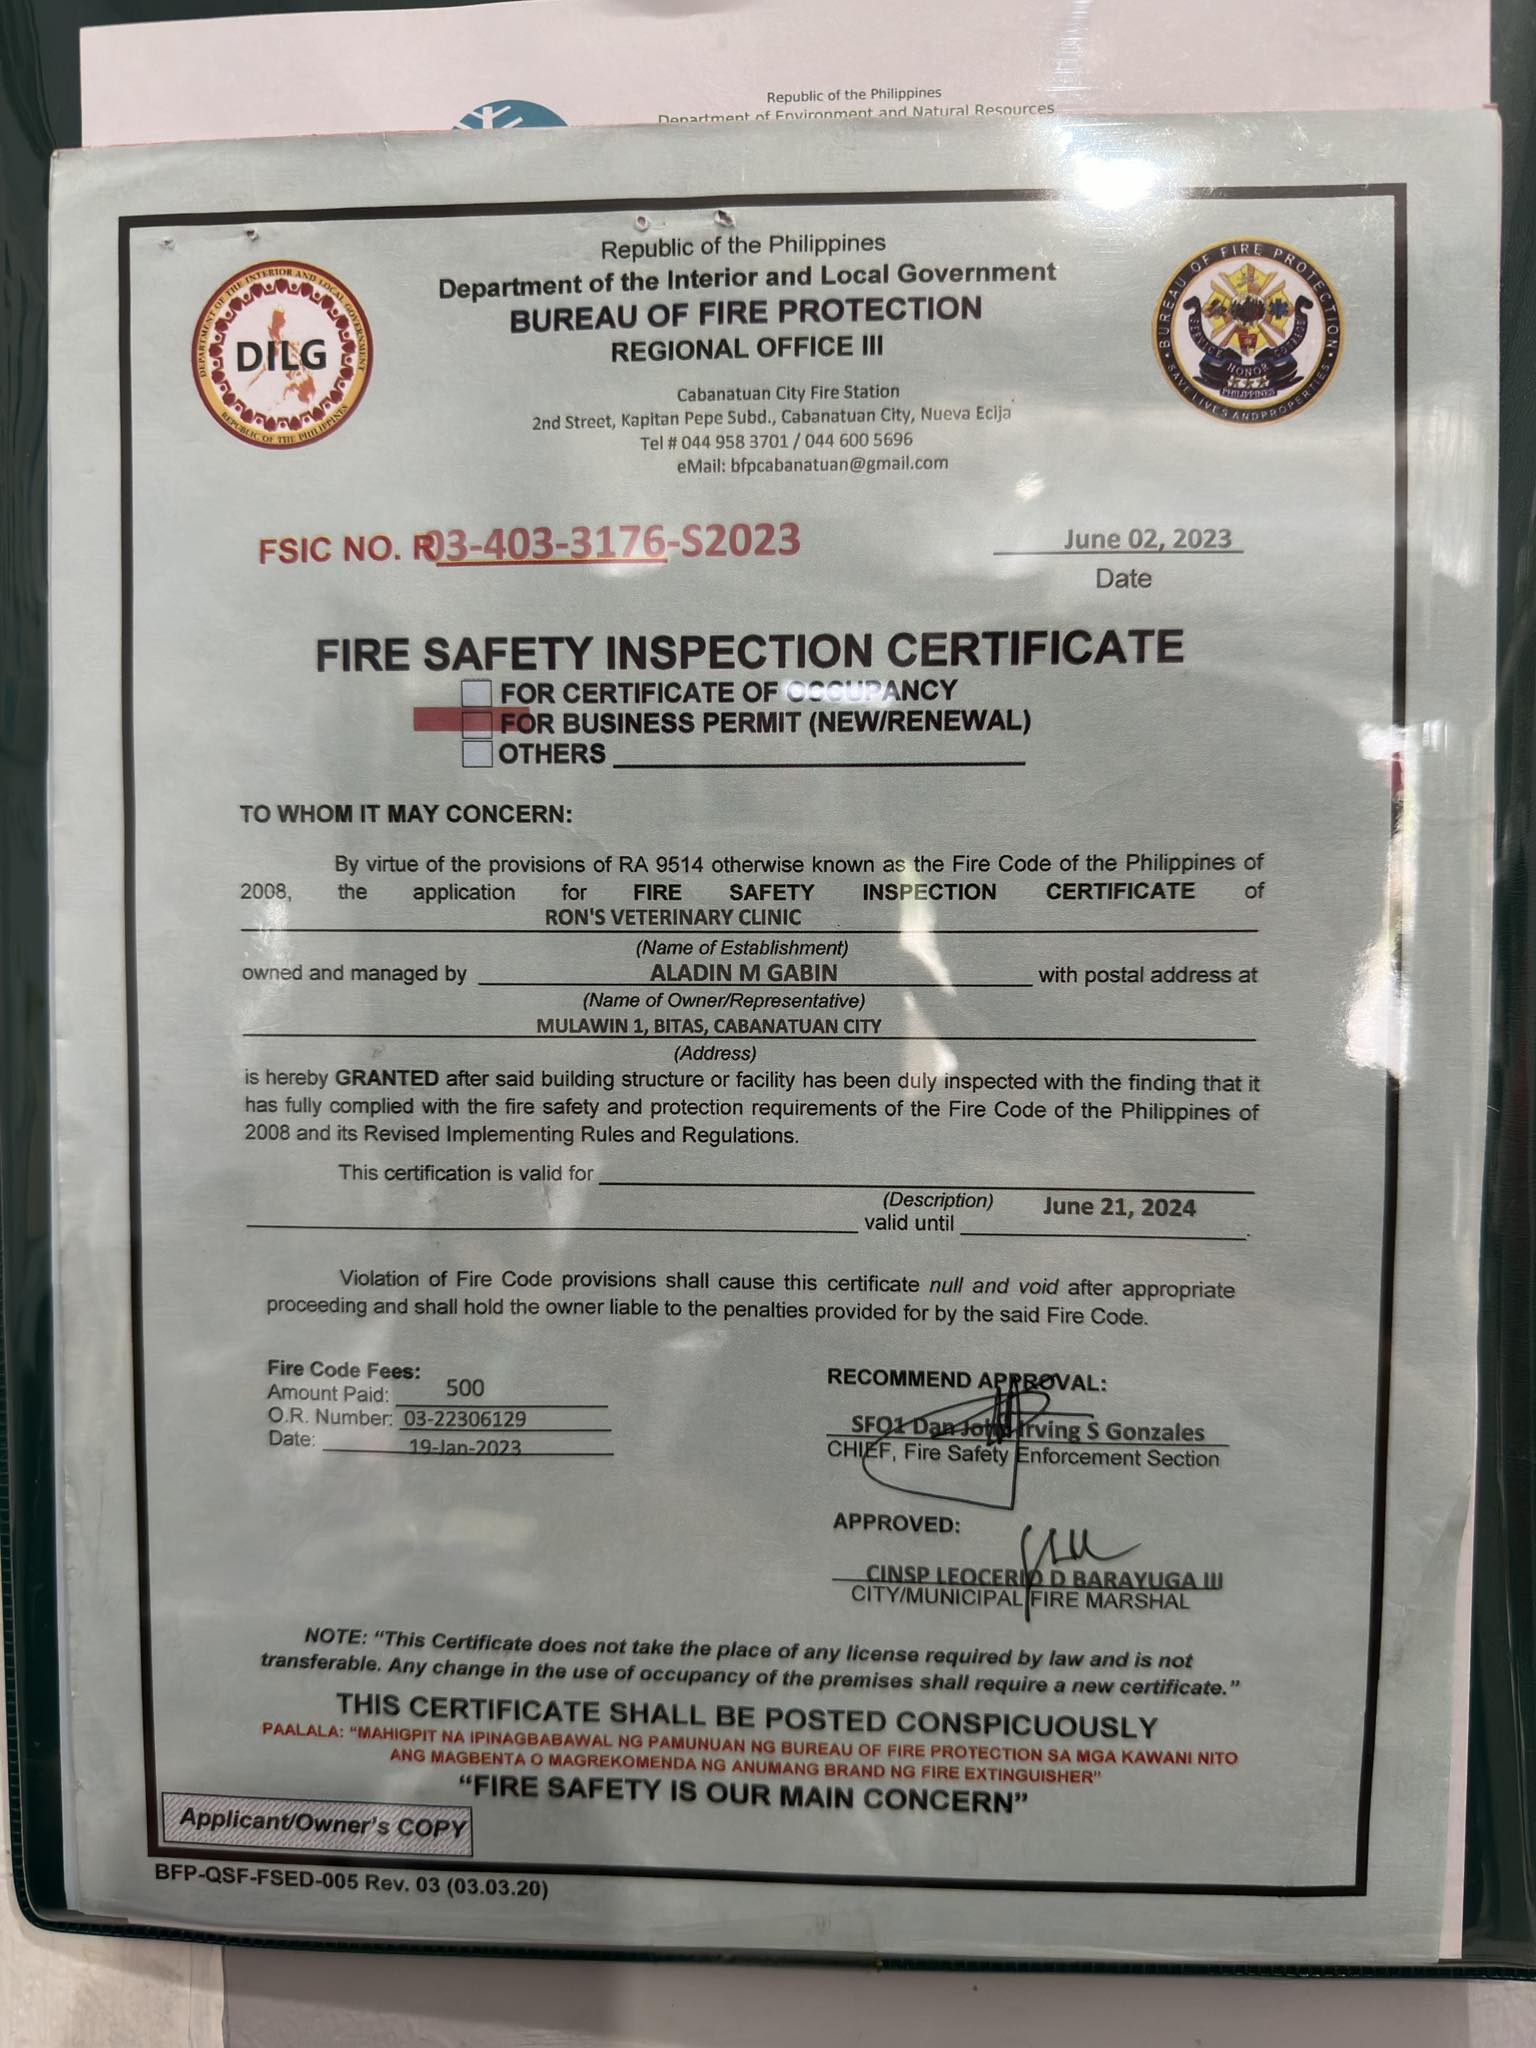 Republic of the Philippines
Department of Environment and Natural Resources
Republic of the Philippines
Department of the Interior and Local Government
BUREAU OF FIRE PROTECTION
REGIONAL OFFICE III
DEPARTMENT OF THE INTERIOR AND LOCAL GOVERNMENT
DILG
REPUBLIC OF THE PHILIPPINES
BUREAU OF FIRE PROTECTION
SERVICE HONOR COURAGE
PHILIPPINES
SAVE LIVES AND PROPERTIES
Cabanatuan City Fire Station
2nd Street, Kapitan Pepe Subd., Cabanatuan City, Nueva Ecija
Tel # 044 958 3701 / 044 600 5696
eMail: bfpcabanatuan@gmail.com
FSIC NO. R03-403-3176-S2023
June 02, 2023
Date
FIRE SAFETY INSPECTION CERTIFICATE
FOR CERTIFICATE OF OCCUPANCY
FOR BUSINESS PERMIT (NEW/RENEWAL)
OTHERS
TO WHOM IT MAY CONCERN:
By virtue of the provisions of RA 9514 otherwise known as the Fire Code of the Philippines of
2008, the application for FIRE SAFETY INSPECTION CERTIFICATE of
RON'S VETERINARY CLINIC
(Name of Establishment)
owned and managed by ALADIN M GABIN with postal address at
(Name of Owner/Representative)
MULAWIN 1, BITAS, CABANATUAN CITY
(Address)
is hereby GRANTED after said building structure or facility has been duly inspected with the finding that it
has fully complied with the fire safety and protection requirements of the Fire Code of the Philippines of
2008 and its Revised Implementing Rules and Regulations.
This certification is valid for
(Description)
valid until June 21, 2024.
Violation of Fire Code provisions shall cause this certificate null and void after appropriate
proceeding and shall hold the owner liable to the penalties provided for by the said Fire Code.
Fire Code Fees:
Amount Paid: 500
O.R. Number: 03-22306129
Date: 19-Jan-2023
RECOMMEND APPROVAL:
SFO1 Dan John Irving S Gonzales
CHIEF, Fire Safety Enforcement Section
APPROVED:
CINSP LEOCERIO D BARAYUGA III
CITY/MUNICIPAL FIRE MARSHAL
NOTE: "This Certificate does not take the place of any license required by law and is not
transferable. Any change in the use of occupancy of the premises shall require a new certificate."
THIS CERTIFICATE SHALL BE POSTED CONSPICUOUSLY
PAALALA: "MAHIGPIT NA IPINAGBABAWAL NG PAMUNUAN NG BUREAU OF FIRE PROTECTION SA MGA KAWANI NITO
ANG MAGBENTA O MAGREKOMENDA NG ANUMANG BRAND NG FIRE EXTINGUISHER"
"FIRE SAFETY IS OUR MAIN CONCERN"
Applicant/Owner's COPY
BFP-QSF-FSED-005 Rev. 03 (03.03.20)